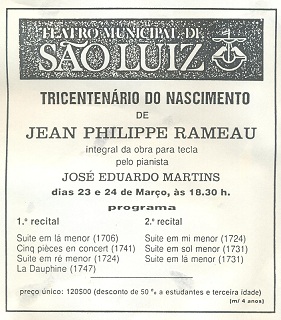 TEATRO MUNICIPAL DE
SÃO LUIZ
TRICENTENÁRIO DO NASCIMENTO
DE
JEAN PHILIPPE RAMEAU
integral da obra para tecla
pelo pianista
JOSÉ EDUARDO MARTINS
dias 23 e 24 de Março, às 18.30 h.
programa
1.º recital
Suite em lá menor (1706)
Cinq pièces en concert (1741)
Suite em ré menor (1724)
La Dauphine (1747)
2.º recital
Suite em mi menor (1724)
Suite em sol menor (1731)
Suite em lá menor (1731)
preço único: 120$00 (desconto de 50 % a estudantes e terceira idade)
(m/ 4 anos)